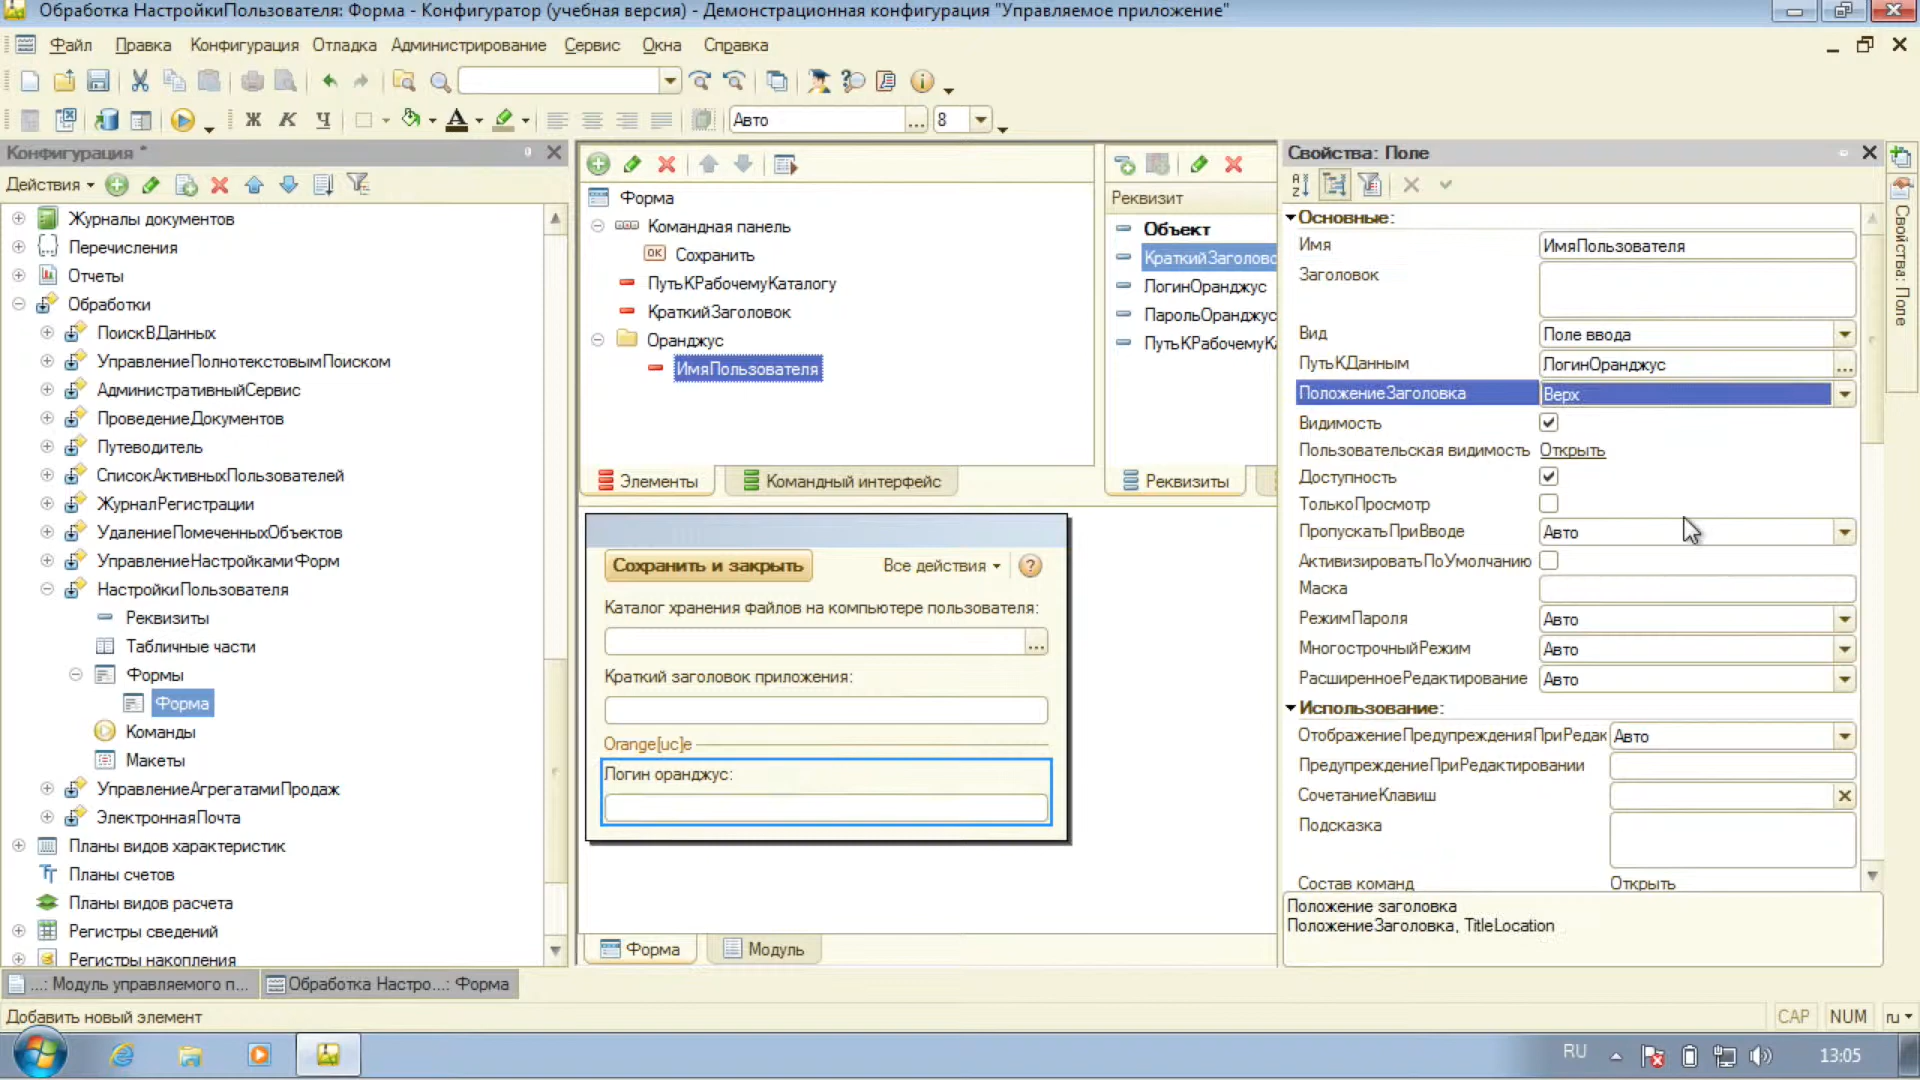 Обработка НастройкиПользователя: Форма - Конфигуратор (учебная версия) - Демонстрационная конфигурация "Управляемое приложение"
Файл Правка Конфигурация Отладка Администрирование Сервис Окна Справка
Ж К Ч А Авто ... 8
Конфигурация *
Действия
Журналы документов
Перечисления
Отчеты
Обработки
ПоискВДанных
УправлениеПолнотекстовымПоиском
АдминистративныйСервис
ПроведениеДокументов
Путеводитель
СписокАктивныхПользователей
ЖурналРегистрации
УдалениеПомеченныхОбъектов
УправлениеНастройкамиФорм
НастройкиПользователя
Реквизиты
Табличные части
Формы
Форма
Команды
Макеты
УправлениеАгрегатамиПродаж
ЭлектроннаяПочта
Планы видов характеристик
Планы счетов
Планы видов расчета
Регистры сведений
Регистры накопления
Форма
Командная панель
OK Сохранить
ПутьКРабочемуКаталогу
КраткийЗаголовок
Оранджус
ИмяПользователя
Элементы Командный интерфейс
Реквизит
Объект
КраткийЗаголово
ЛогинОранджус
ПарольОранджус
ПутьКРабочемуКа
Реквизиты
Сохранить и закрыть Все действия ?
Каталог хранения файлов на компьютере пользователя:
...
Краткий заголовок приложения:
Orange[uc]e
Логин оранджус:
Форма Модуль
Свойства: Поле
Основные:
Имя ИмяПользователя
Заголовок
Вид Поле ввода
ПутьКДанным ЛогинОранджус ...
ПоложениеЗаголовка Верх
Видимость
Пользовательская видимость Открыть
Доступность
ТолькоПросмотр
ПропускатьПриВводе Авто
АктивизироватьПоУмолчанию
Маска
РежимПароля Авто
МногострочныйРежим Авто
РасширенноеРедактирование Авто
Использование:
ОтображениеПредупрежденияПриРедак Авто
ПредупреждениеПриРедактировании
СочетаниеКлавиш
Подсказка
Состав команд Открыть
Положение заголовка
ПоложениеЗаголовка, TitleLocation
Свойства: Поле
...: Модуль управляемого п... Обработка Настро...: Форма
Добавить новый элемент
CAP NUM ru
RU 13:05